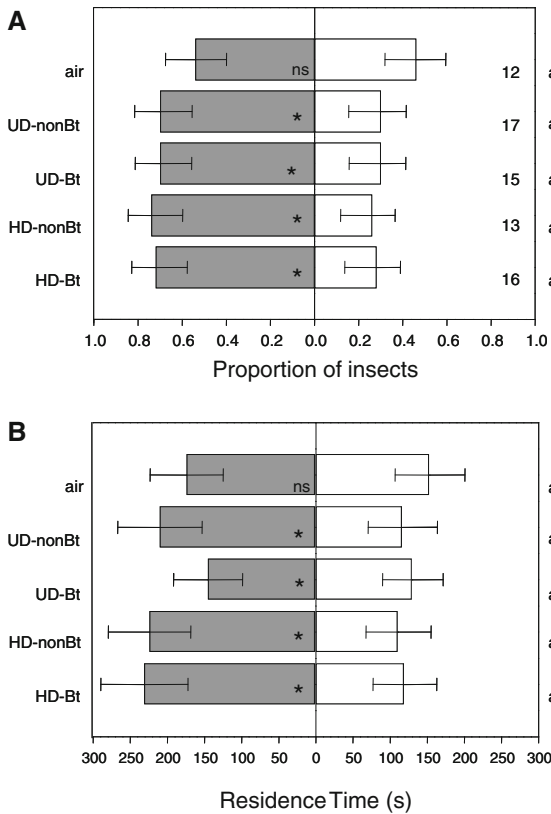 A
air ns 12 a
UD-nonBt * 17 a
UD-Bt * 15 a
HD-nonBt * 13 a
HD-Bt * 16 a
1.0 0.8 0.6 0.4 0.2 0.0 0.2 0.4 0.6 0.8 1.0
Proportion of insects
B
air ns a
UD-nonBt * a
UD-Bt * a
HD-nonBt * a
HD-Bt * a
300 250 200 150 100 50 0 50 100 150 200 250 300
Residence Time (s)